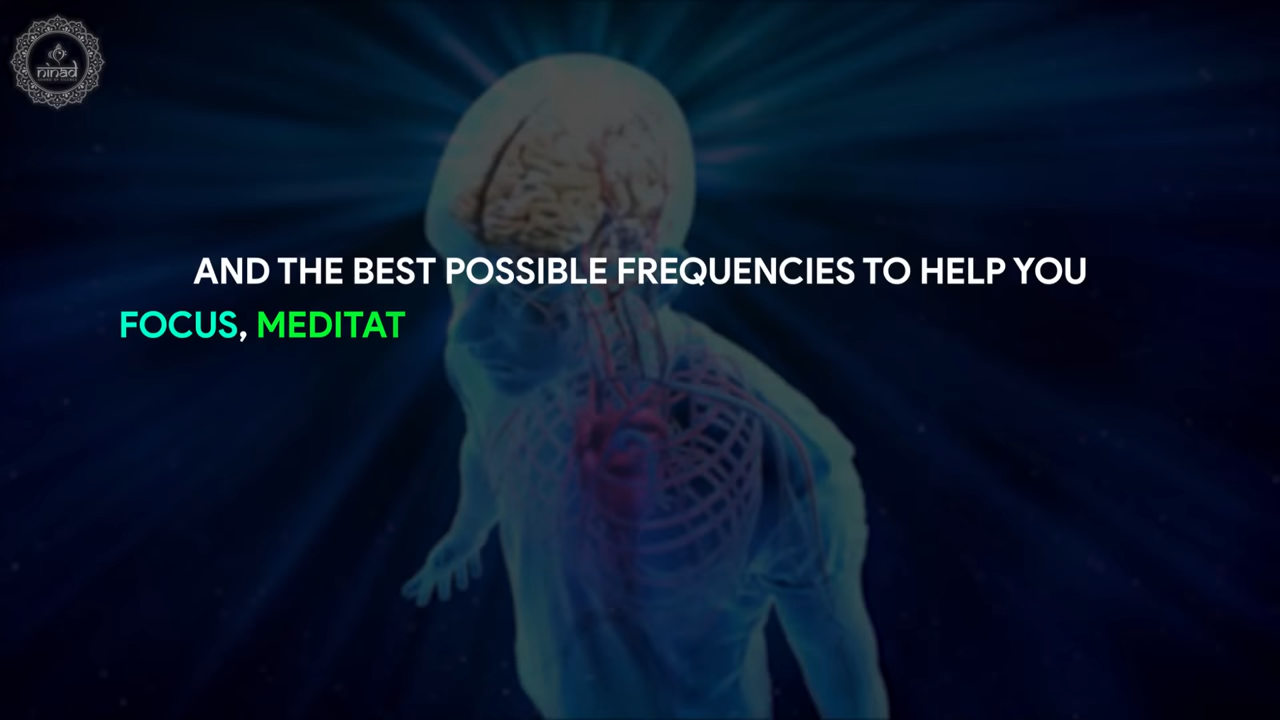 ninad
AND THE BEST POSSIBLE FREQUENCIES TO HELP YOU
FOCUS, MEDITAT